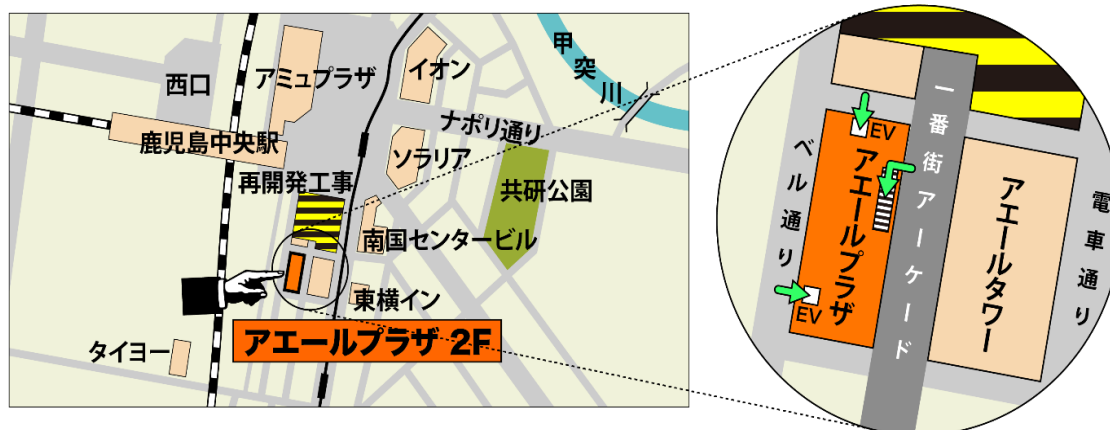 甲突川
西口
アミュプラザ
イオン
ナポリ通り
鹿児島中央駅
ソラリア
再開発工事
共研公園
南国センタービル
東横イン
アエールプラザ 2F
タイヨー
一番街アーケード
EV
ベル通り
アエールプラザ
アエールタワー
電車通り
EV